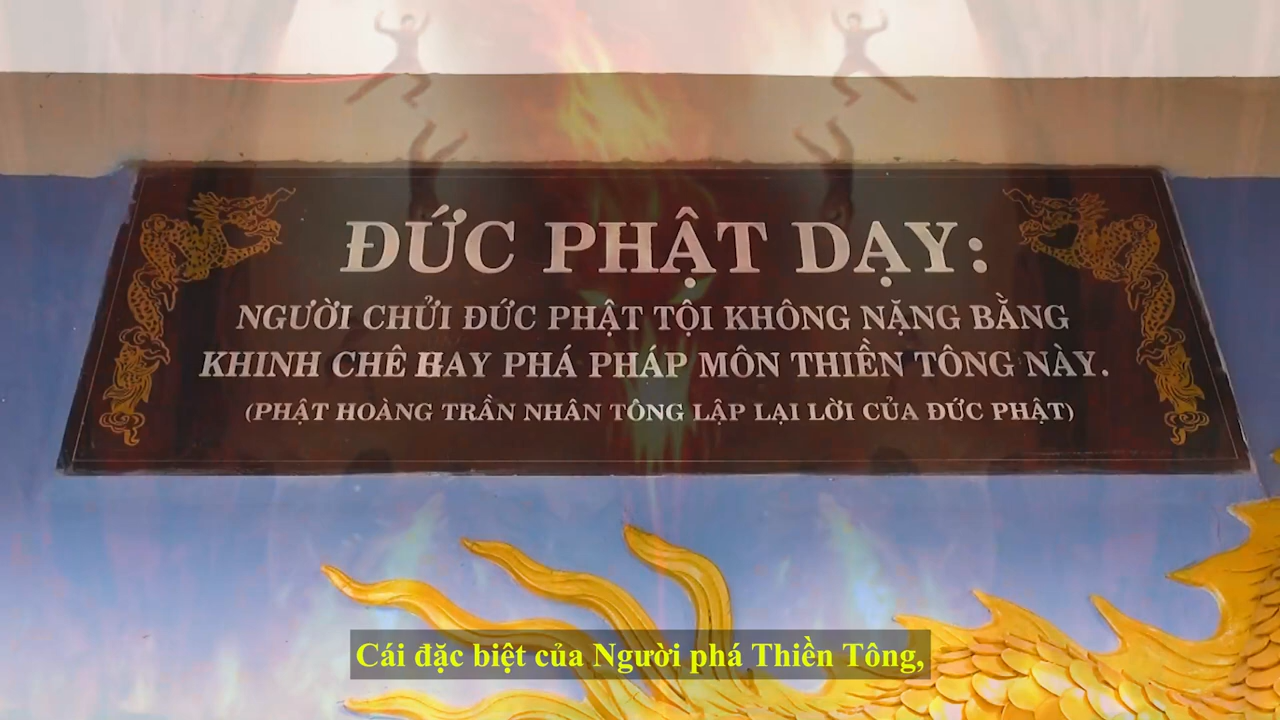 ĐỨC PHẬT DẠY:
NGƯỜI CHỬI ĐỨC PHẬT TỘI KHÔNG NẶNG BẰNG
KHINH CHÊ HAY PHÁ PHÁP MÔN THIỀN TÔNG NÀY.
(PHẬT HOÀNG TRẦN NHÂN TÔNG LẬP LẠI LỜI CỦA ĐỨC PHẬT)
Cái đặc biệt của Người phá Thiền Tông,